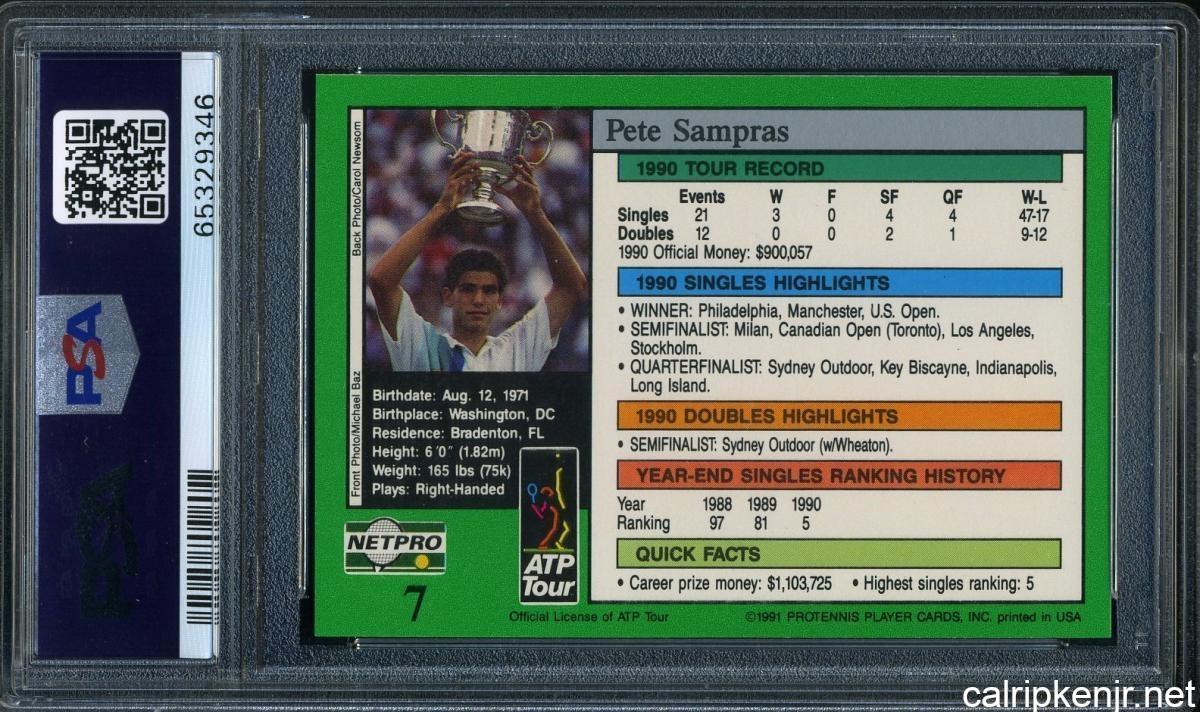 65329346
PSA
Back Photo/Carol Newsom
Front Photo/Michael Baz
Pete Sampras
1990 TOUR RECORD
Events W F SF QF W-L
Singles 21 3 0 4 4 47-17
Doubles 12 0 0 2 1 9-12
1990 Official Money: $900,057
1990 SINGLES HIGHLIGHTS
• WINNER: Philadelphia, Manchester, U.S. Open.
• SEMIFINALIST: Milan, Canadian Open (Toronto), Los Angeles,
Stockholm.
• QUARTERFINALIST: Sydney Outdoor, Key Biscayne, Indianapolis,
Long Island.
1990 DOUBLES HIGHLIGHTS
• SEMIFINALIST: Sydney Outdoor (w/Wheaton).
YEAR-END SINGLES RANKING HISTORY
Year 1988 1989 1990
Ranking 97 81 5
QUICK FACTS
• Career prize money: $1,103,725 • Highest singles ranking: 5
Birthdate: Aug. 12, 1971
Birthplace: Washington, DC
Residence: Bradenton, FL
Height: 6'0" (1.82m)
Weight: 165 lbs (75k)
Plays: Right-Handed
NETPRO
ATP
Tour
7
Official License of ATP Tour
©1991 PROTENNIS PLAYER CARDS, INC. printed in USA
calripkenjr.net